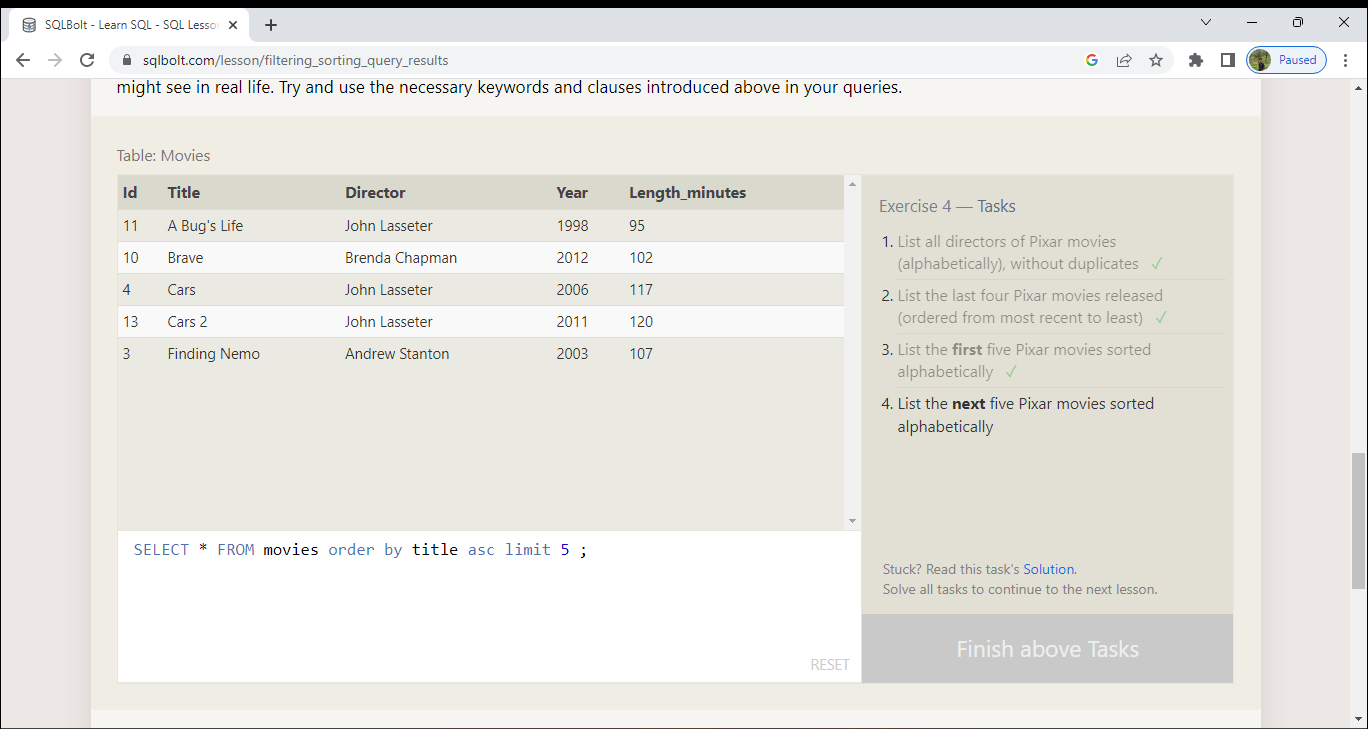 SQLBolt - Learn SQL - SQL Lesso
sqlbolt.com/lesson/filtering_sorting_query_results
Paused
might see in real life. Try and use the necessary keywords and clauses introduced above in your queries.
Table: Movies
Id Title Director Year Length_minutes
11 A Bug's Life John Lasseter 1998 95
10 Brave Brenda Chapman 2012 102
4 Cars John Lasseter 2006 117
13 Cars 2 John Lasseter 2011 120
3 Finding Nemo Andrew Stanton 2003 107
SELECT * FROM movies order by title asc limit 5 ;
RESET
Exercise 4 — Tasks
1. List all directors of Pixar movies
(alphabetically), without duplicates ✓
2. List the last four Pixar movies released
(ordered from most recent to least) ✓
3. List the first five Pixar movies sorted
alphabetically ✓
4. List the next five Pixar movies sorted
alphabetically
Stuck? Read this task's Solution.
Solve all tasks to continue to the next lesson.
Finish above Tasks